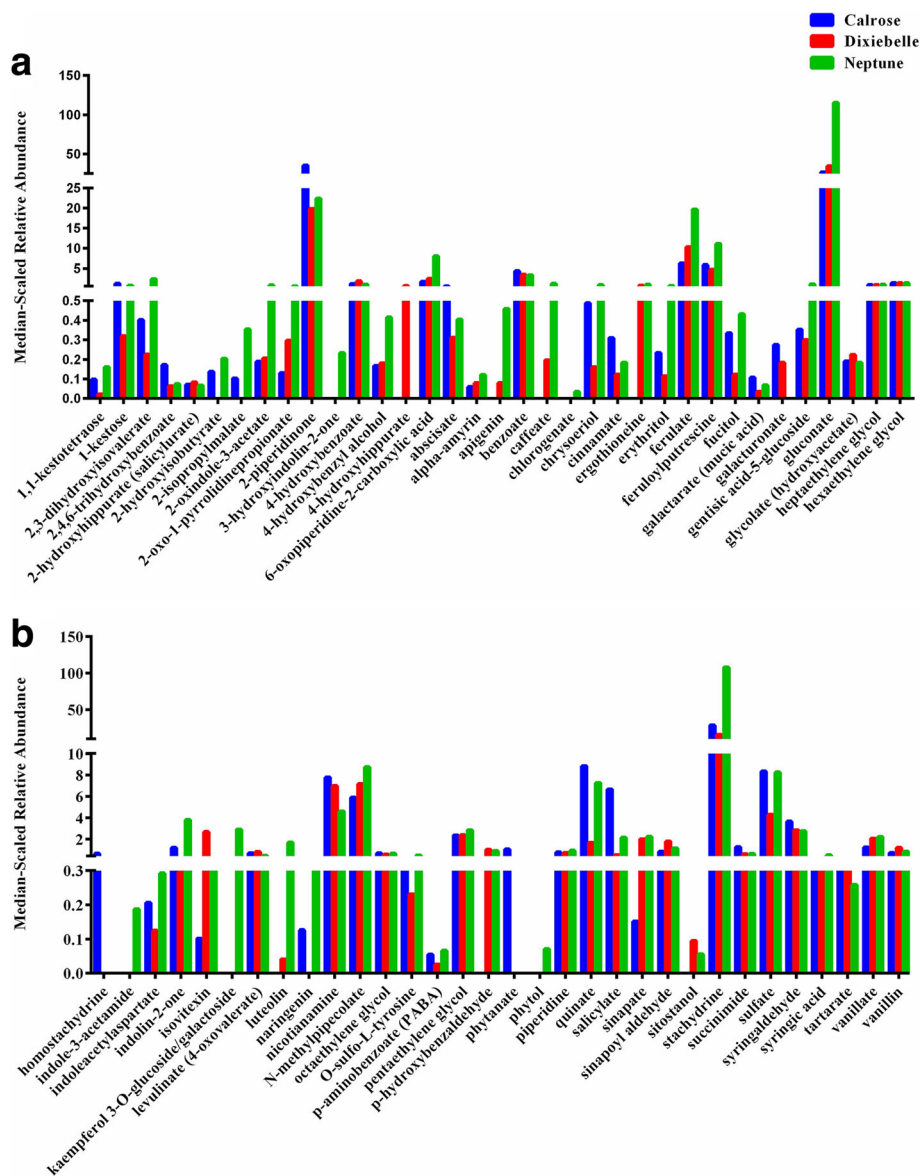 Calrose
Dixiebelle
Neptune
a
Median-Scaled Relative Abundance
150
100
50
25
20
15
10
5
0.5
0.4
0.3
0.2
0.1
0.0
1,1-kestotetraose
1-kestose
2,3-dihydroxyisovalerate
2,4,6-trihydroxybenzoate
2-hydroxyhippurate (salicylurate)
2-hydroxyisobutyrate
2-isopropylmalate
2-oxindole-3-acetate
2-oxo-1-pyrrolidinepropionate
2-piperidinone
3-hydroxyindolin-2-one
4-hydroxybenzoate
4-hydroxybenzyl alcohol
4-hydroxyhippurate
6-oxopiperidine-2-carboxylic acid
abscisate
alpha-amyrin
apigenin
benzoate
caffeate
chlorogenate
chrysoeriol
cinnamate
ergothioneine
erythritol
ferulate
feruloylputrescine
fucitol
galactarate (mucic acid)
galacturonate
gentisic acid-5-glucoside
gluconate
glycolate (hydroxyacetate)
heptaethylene glycol
hexaethylene glycol
b
Median-Scaled Relative Abundance
150
100
50
10
8
6
4
2
0.3
0.2
0.1
0.0
homostachydrine
indole-3-acetamide
indoleacetylaspartate
indolin-2-one
isovitexin
kaempferol 3-O-glucoside/galactoside
levulinate (4-oxovalerate)
luteolin
naringenin
nicotianamine
N-methylpipecolate
octaethylene glycol
O-sulfo-L-tyrosine
p-aminobenzoate (PABA)
pentaethylene glycol
p-hydroxybenzaldehyde
phytanate
phytol
piperidine
quinate
salicylate
sinapate
sinapoyl aldehyde
sitostanol
stachydrine
succinimide
sulfate
syringaldehyde
syringic acid
tartarate
vanillate
vanillin